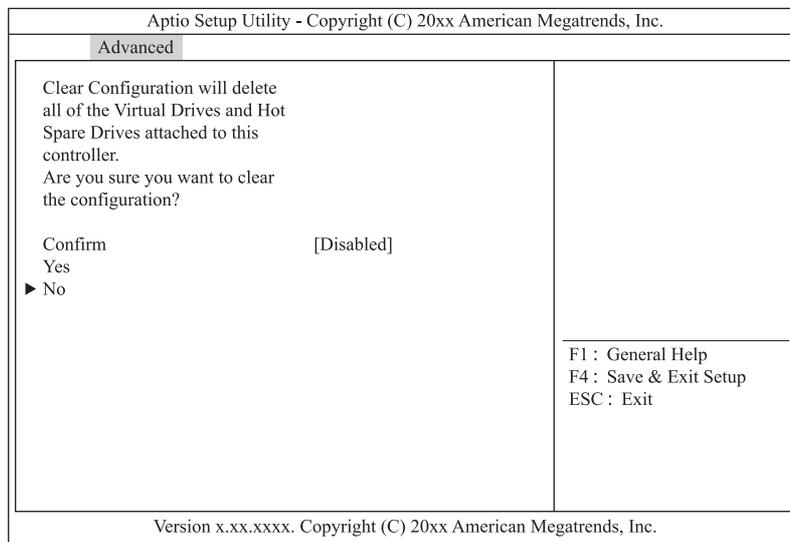 Aptio Setup Utility - Copyright (C) 20xx American Megatrends, Inc.
Advanced
Clear Configuration will delete
all of the Virtual Drives and Hot
Spare Drives attached to this
controller.
Are you sure you want to clear
the configuration?
Confirm [Disabled]
Yes
▶ No
F1 : General Help
F4 : Save & Exit Setup
ESC : Exit
Version x.xx.xxxx. Copyright (C) 20xx American Megatrends, Inc.